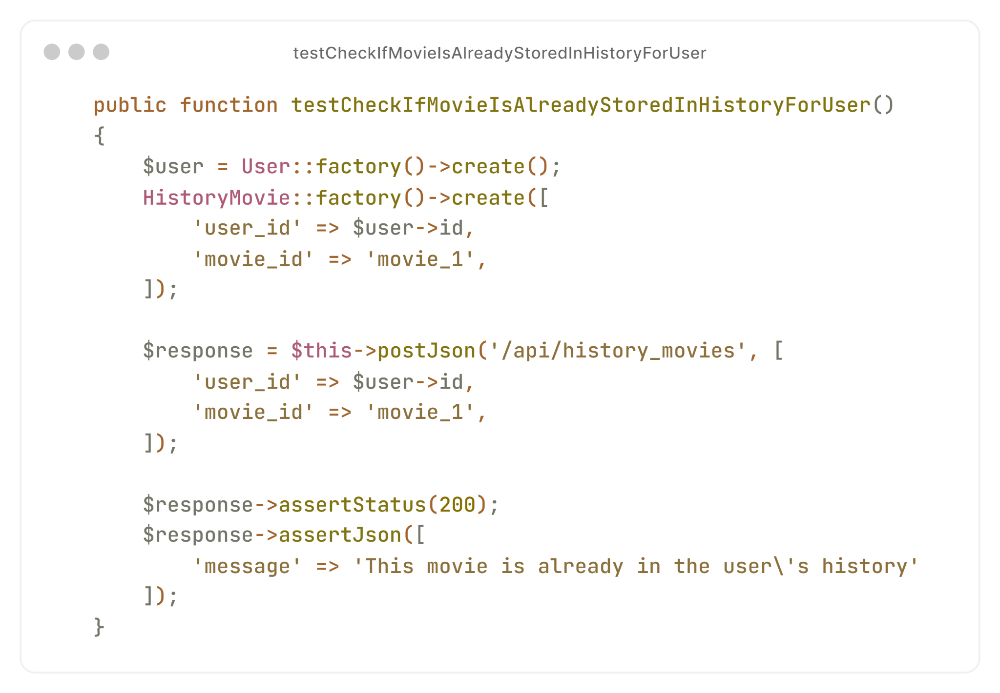 testCheckIfMovieIsAlreadyStoredInHistoryForUser
public function testCheckIfMovieIsAlreadyStoredInHistoryForUser()
{
    $user = User::factory()->create();
    HistoryMovie::factory()->create([
        'user_id' => $user->id,
        'movie_id' => 'movie_1',
    ]);

    $response = $this->postJson('/api/history_movies', [
        'user_id' => $user->id,
        'movie_id' => 'movie_1',
    ]);

    $response->assertStatus(200);
    $response->assertJson([
        'message' => 'This movie is already in the user\'s history'
    ]);
}